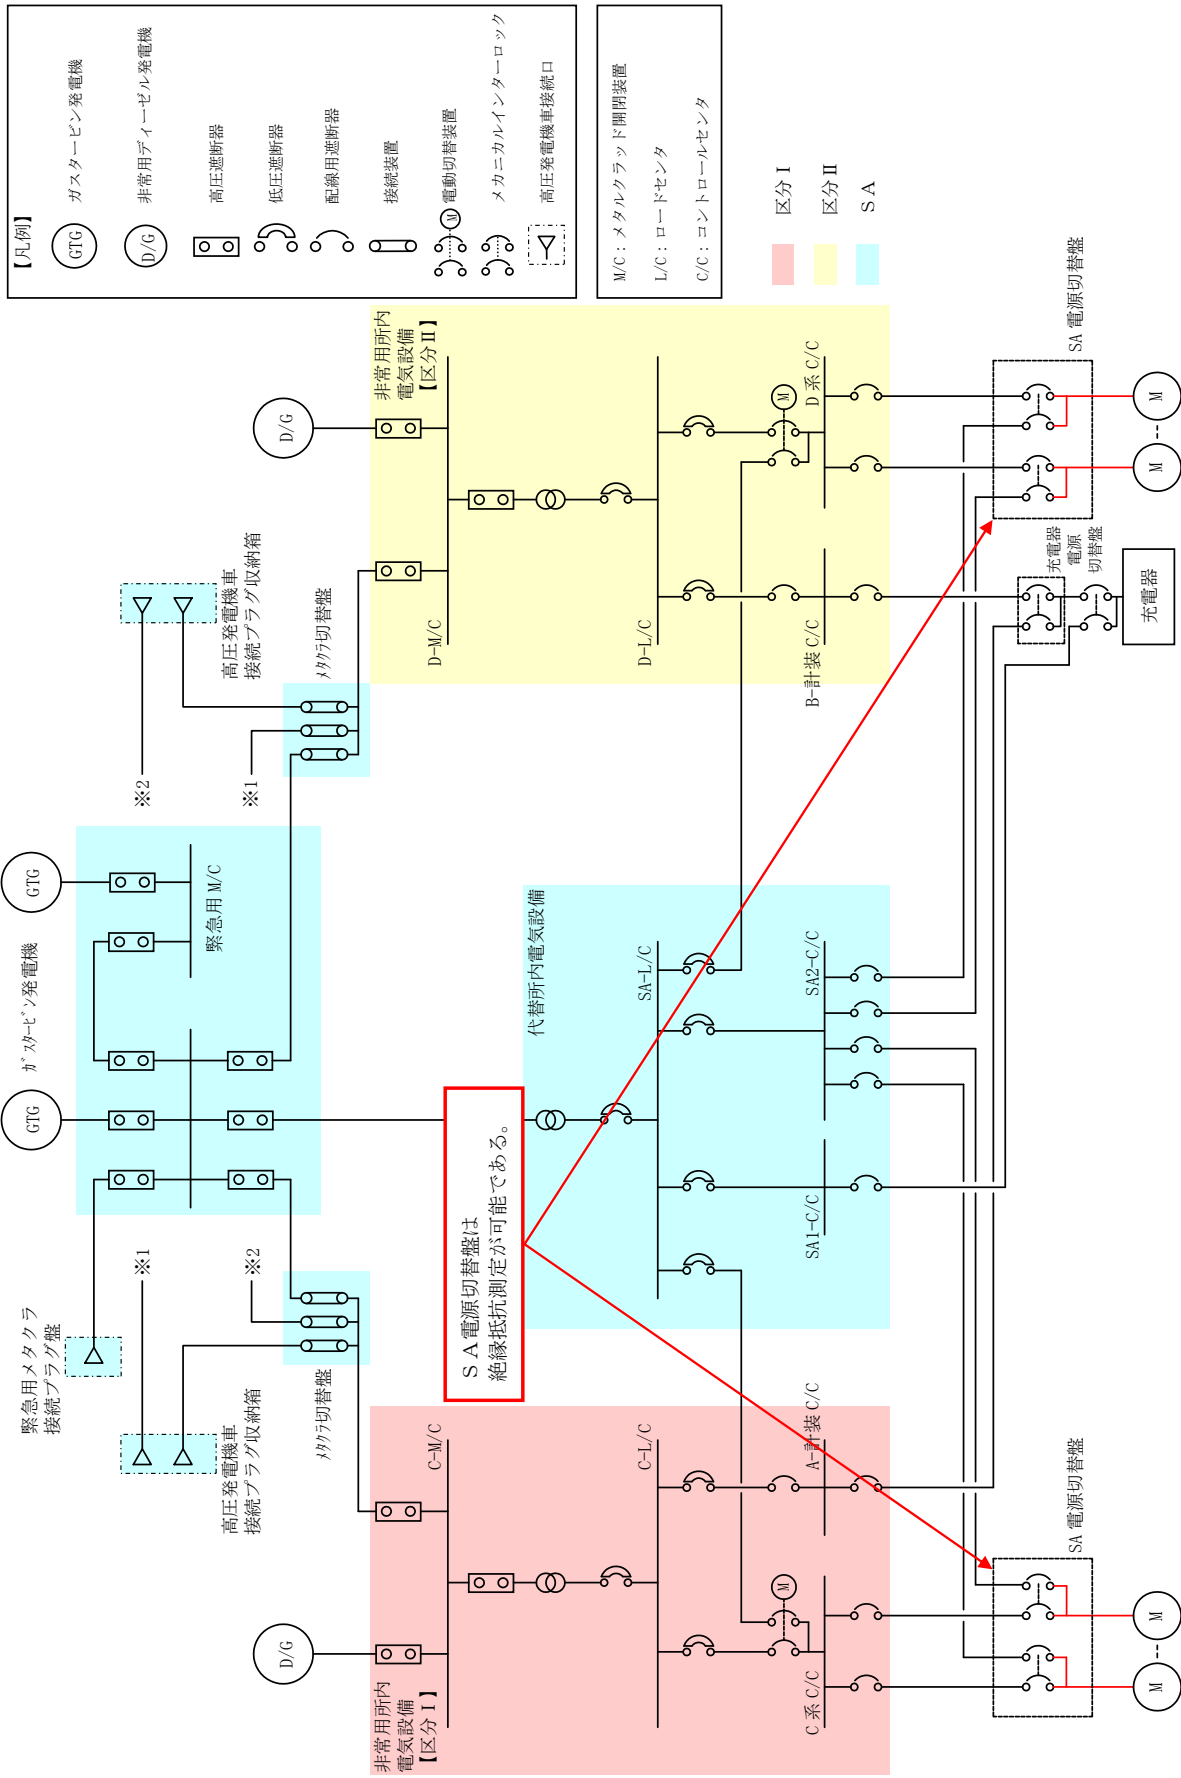 緊急用メタクラ
接続プラグ盤
GTG
GTG
ガスタービン発電機
緊急用 M/C
※1
※2
※2
※1
高圧発電機車
接続プラグ収納箱
高圧発電機車
接続プラグ収納箱
メタクラ切替盤
メタクラ切替盤
D/G
D/G
非常用所内
電気設備
【区分Ⅰ】
C-M/C
C-L/C
C 系 C/C
A-計装 C/C
M
ＳＡ電源切替盤は
絶縁抵抗測定が可能である。
代替所内電気設備
SA-L/C
SA1-C/C
SA2-C/C
非常用所内
電気設備
【区分Ⅱ】
D-M/C
D-L/C
B-計装 C/C
D 系 C/C
M
SA 電源切替盤
M
M
充電器
電源
切替盤
充電器
SA 電源切替盤
M
M
【凡例】
GTG
ガスタービン発電機
D/G
非常用ディーゼル発電機
高圧遮断器
低圧遮断器
配線用遮断器
接続装置
M
電動切替装置
メカニカルインターロック
高圧発電機車接続口
M/C：メタルクラッド開閉装置
L/C：ロードセンタ
C/C：コントロールセンタ
区分Ⅰ
区分Ⅱ
ＳＡ